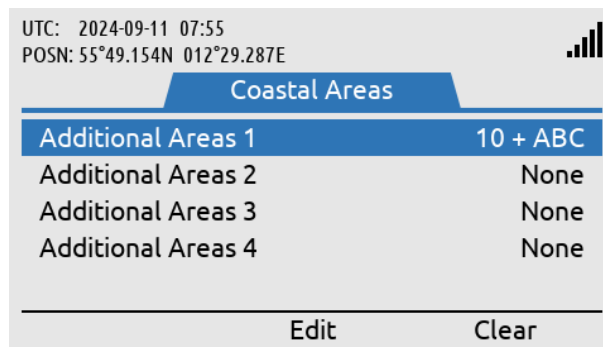 UTC: 2024-09-11 07:55
POSN: 55°49.154N 012°29.287E
Coastal Areas
Additional Areas 1 10 + ABC
Additional Areas 2 None
Additional Areas 3 None
Additional Areas 4 None
Edit Clear